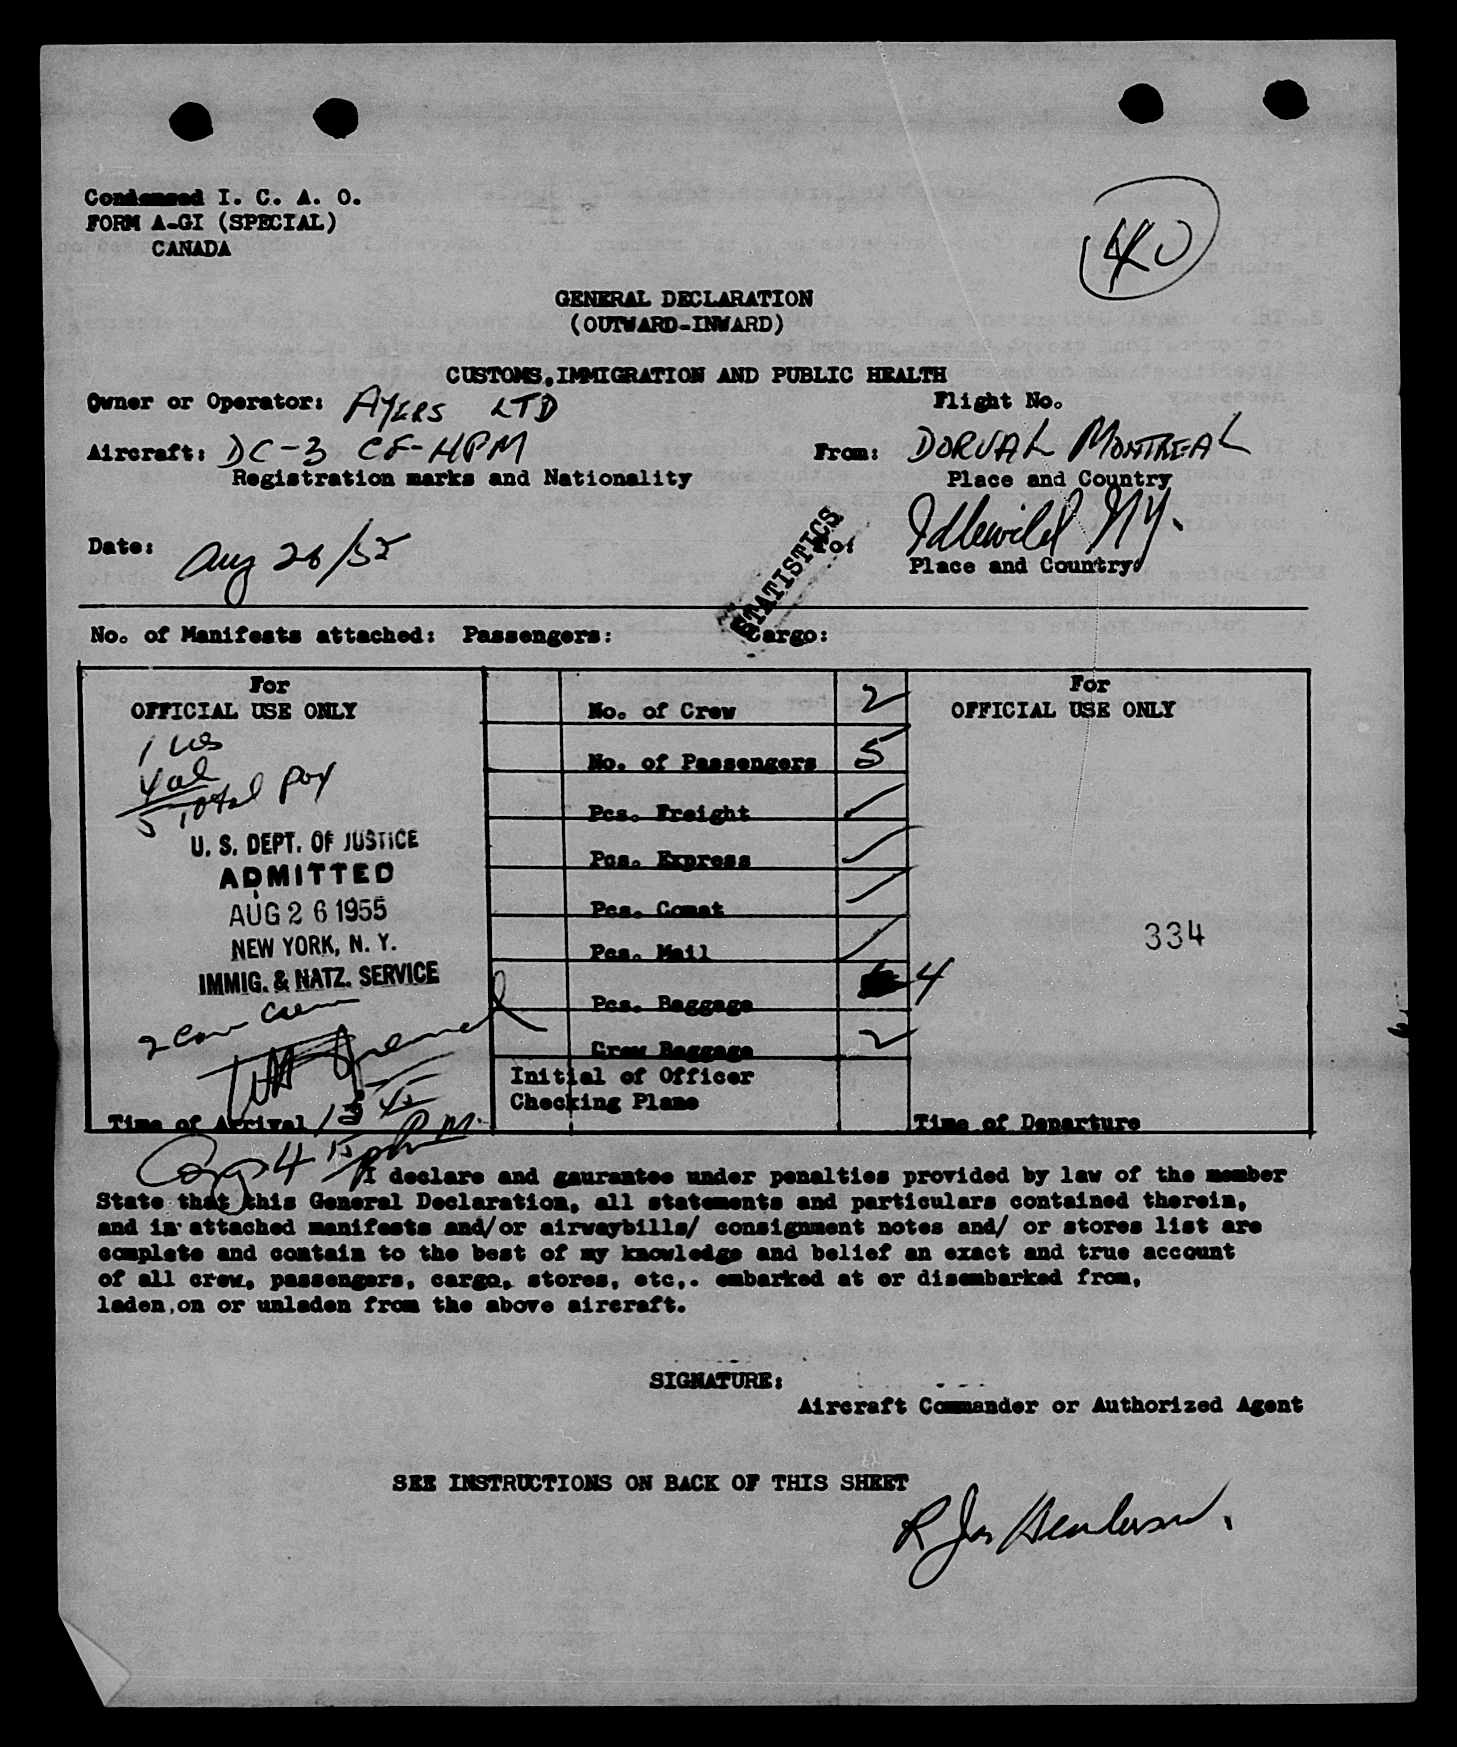 Condensed I. C. A. O.
FORM A-GI (SPECIAL)
CANADA
GENERAL DECLARATION
(OUTWARD-INWARD)
CUSTOMS,IMMIGRATION AND PUBLIC HEALTH
Owner or Operator: AYERS LTD
Flight No.
Aircraft: DC-3 CF-HPM
From: DORVAL MONTREAL
Registration marks and Nationality
Place and Country
Date: Aug 26/55
To: Idlewild NY.
Place and Country
STATISTICS
No. of Manifests attached: Passengers: Cargo:
For
OFFICIAL USE ONLY
1 us
4 al
5 Total
U. S. DEPT. OF JUSTICE
ADMITTED
AUG 26 1955
NEW YORK, N. Y.
IMMIG. & NATZ. SERVICE
2
Time of Arrival
No. of Crew 2
No. of Passengers 5
Pcs. Freight
Pcs. Express
Pcs. Comat
Pcs. Mail
Pcs. Baggage 4
Crew Baggage 2
Initial of Officer
Checking Plane
For
OFFICIAL USE ONLY
334
Time of Departure
I declare and gaurantee under penalties provided by law of the member
State that this General Declaration, all statements and particulars contained therein,
and in attached manifests and/or airwaybills/ consignment notes and/ or stores list are
complete and contain to the best of my knowledge and belief an exact and true account
of all crew, passengers, cargo, stores, etc,. embarked at or disembarked from,
laden,on or unladen from the above aircraft.
SIGNATURE:
Aircraft Commander or Authorized Agent
SEE INSTRUCTIONS ON BACK OF THIS SHEET
R Jas Henderson.